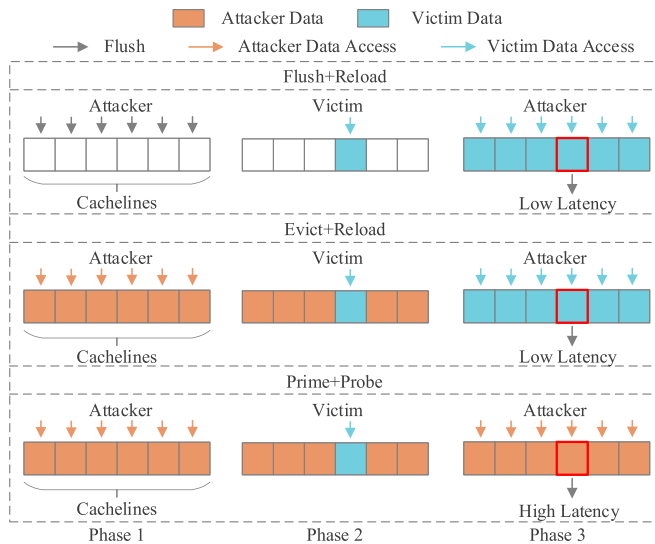 Attacker Data Victim Data
Flush Attacker Data Access Victim Data Access
Flush+Reload
Attacker Victim Attacker
Cachelines Low Latency
Evict+Reload
Attacker Victim Attacker
Cachelines Low Latency
Prime+Probe
Attacker Victim Attacker
Cachelines High Latency
Phase 1 Phase 2 Phase 3